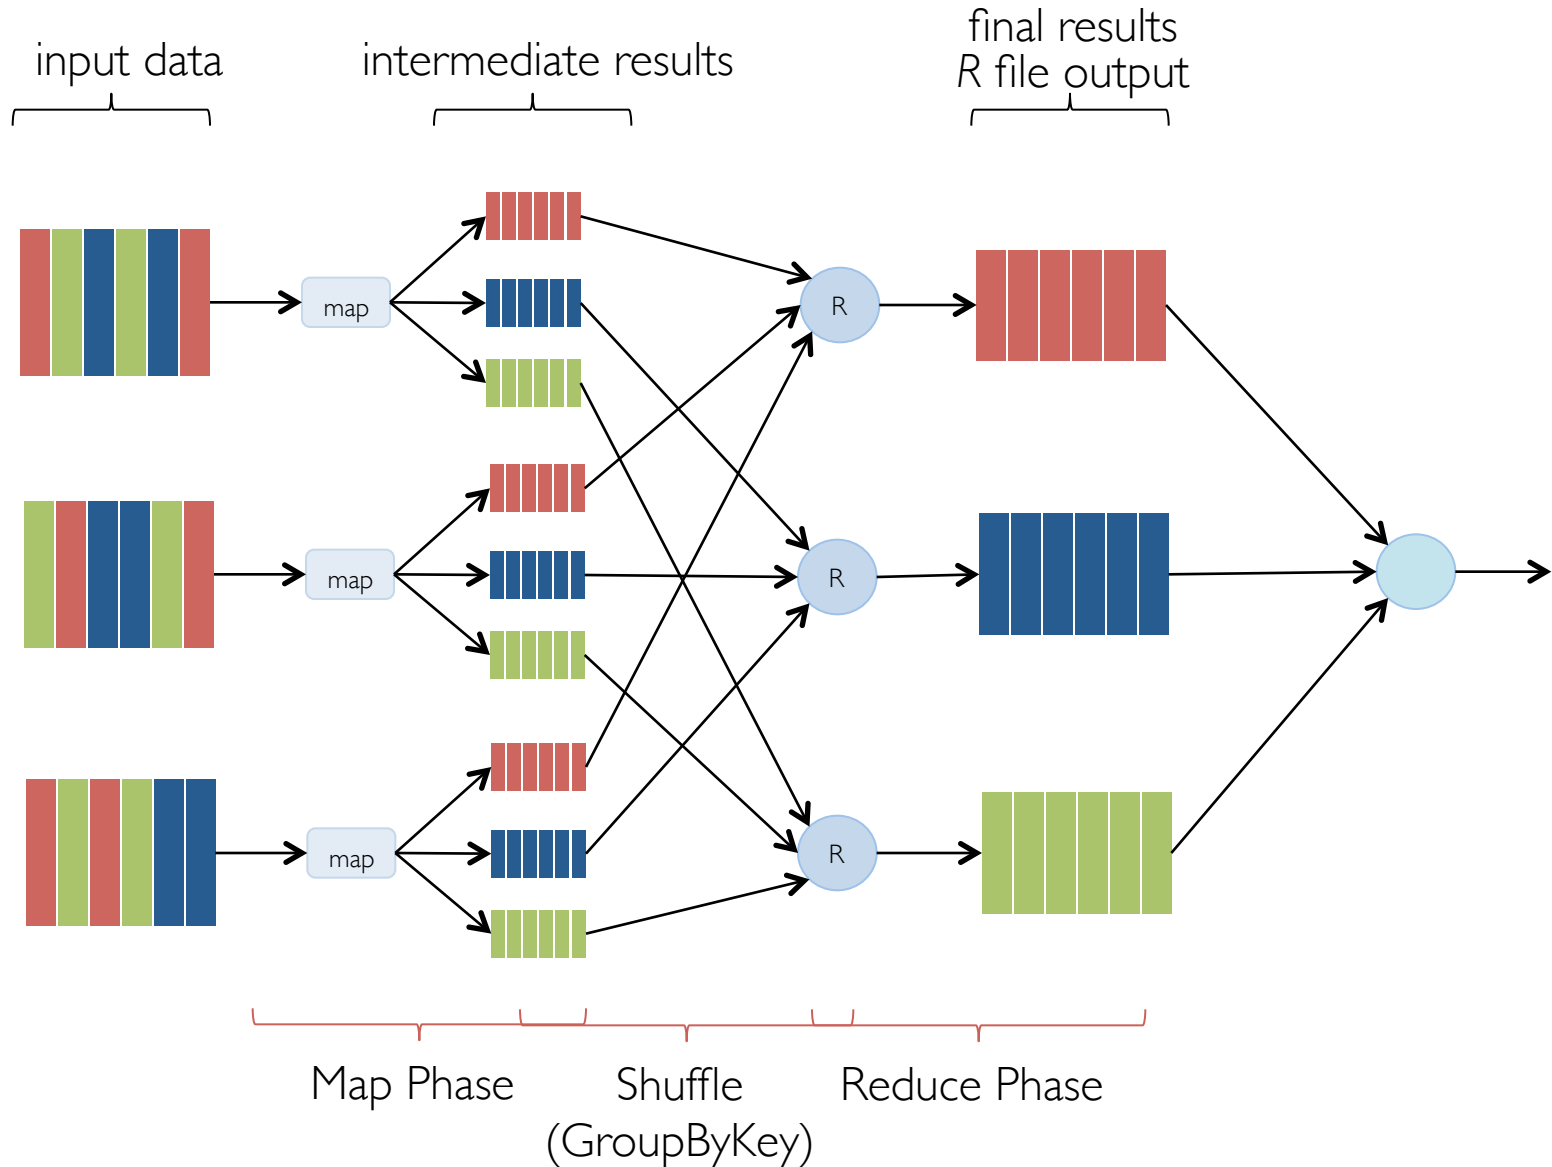 input data
intermediate results
final results
R file output
map
R
map
R
map
R
Map Phase
Shuffle
(GroupByKey)
Reduce Phase